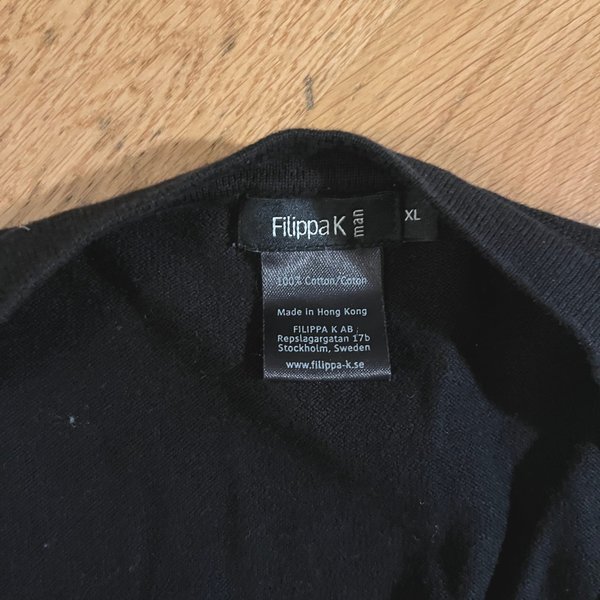 Filippa K man
XL
100% Cotton/Coton
Made in Hong Kong
FILIPPA K AB
Repslagargatan 17b
Stockholm, Sweden
www.filippa-k.se